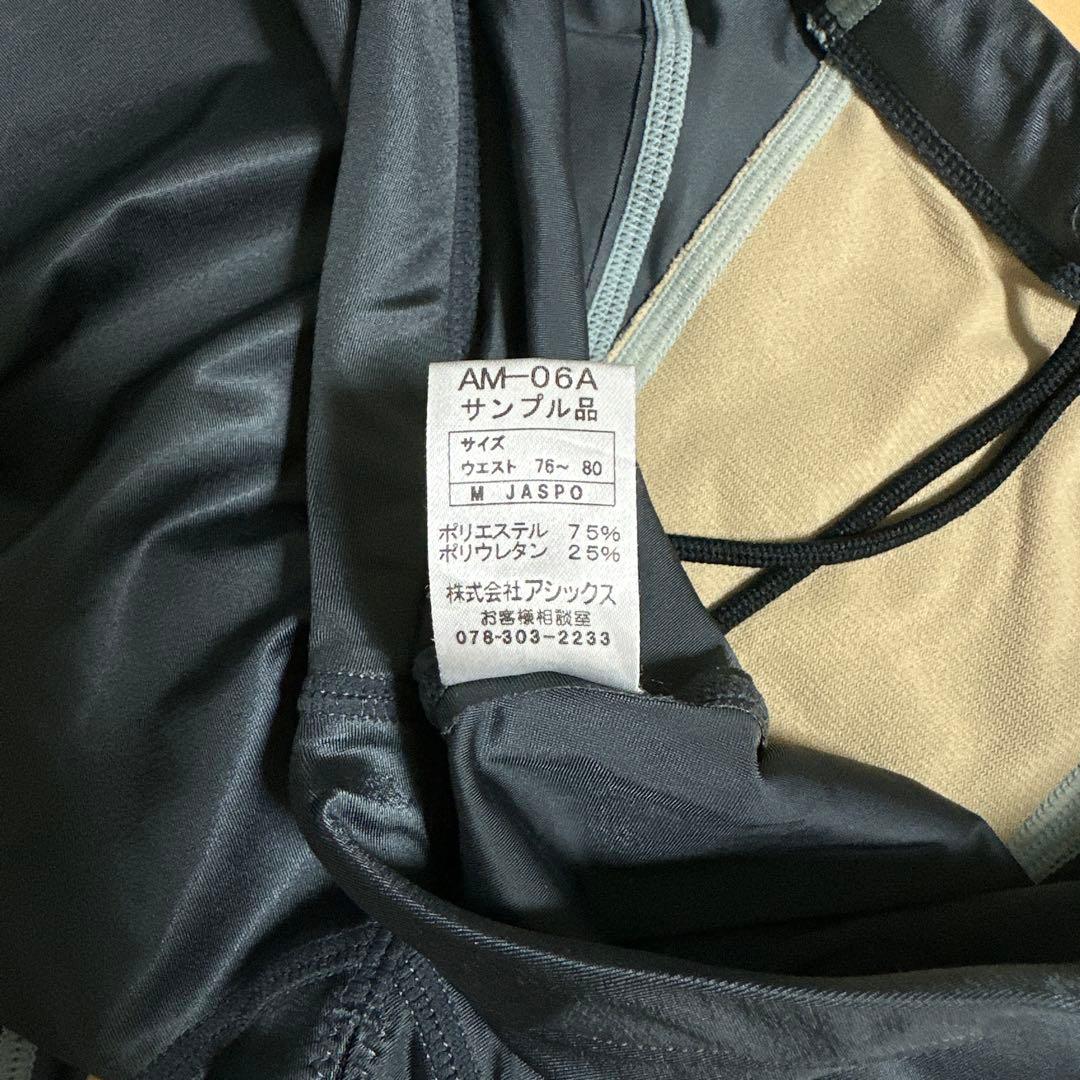 AM-06A
サンプル品
サイズ
ウエスト 76~ 80
M JASPO
ポリエステル 75%
ポリウレタン 25%
株式会社アシックス
お客様相談室
078-303-2233